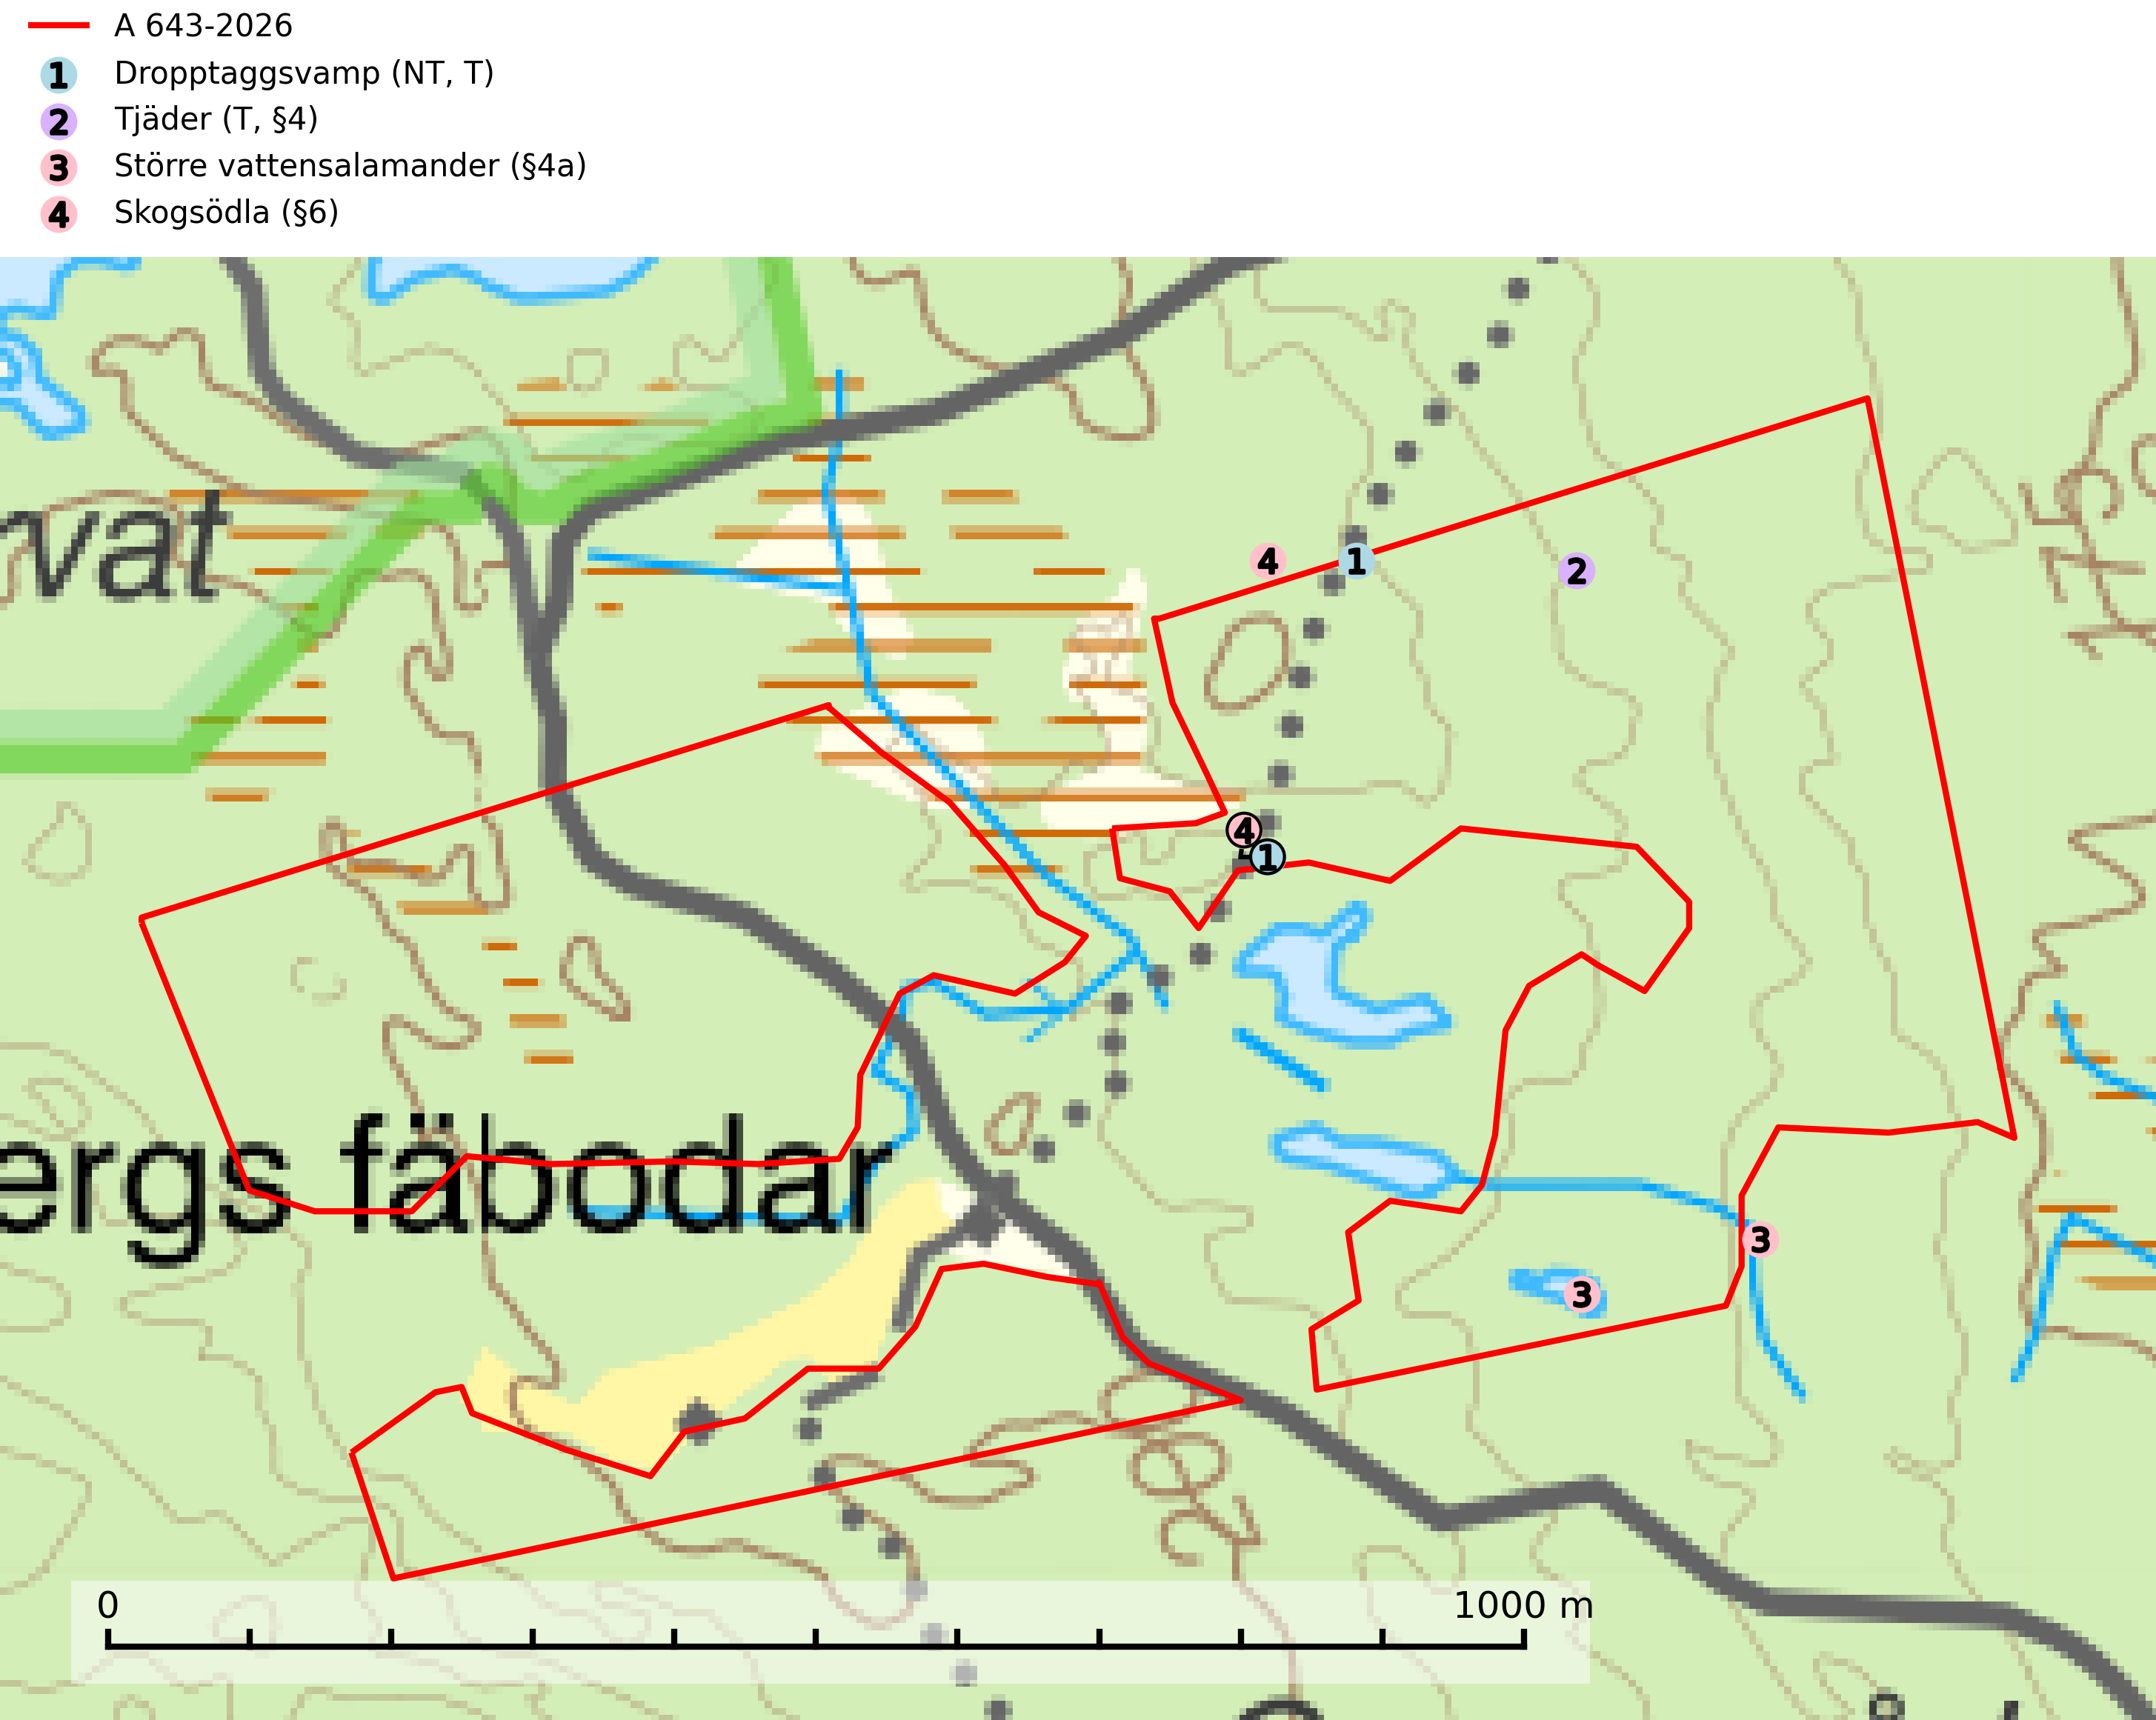 A 643-2026
1 Dropptaggsvamp (NT, T)
2 Tjäder (T, §4)
3 Större vattensalamander (§4a)
4 Skogsödla (§6)
rvat
4 1 2
4
1
ergs fäbodar
3
3
0 1000 m